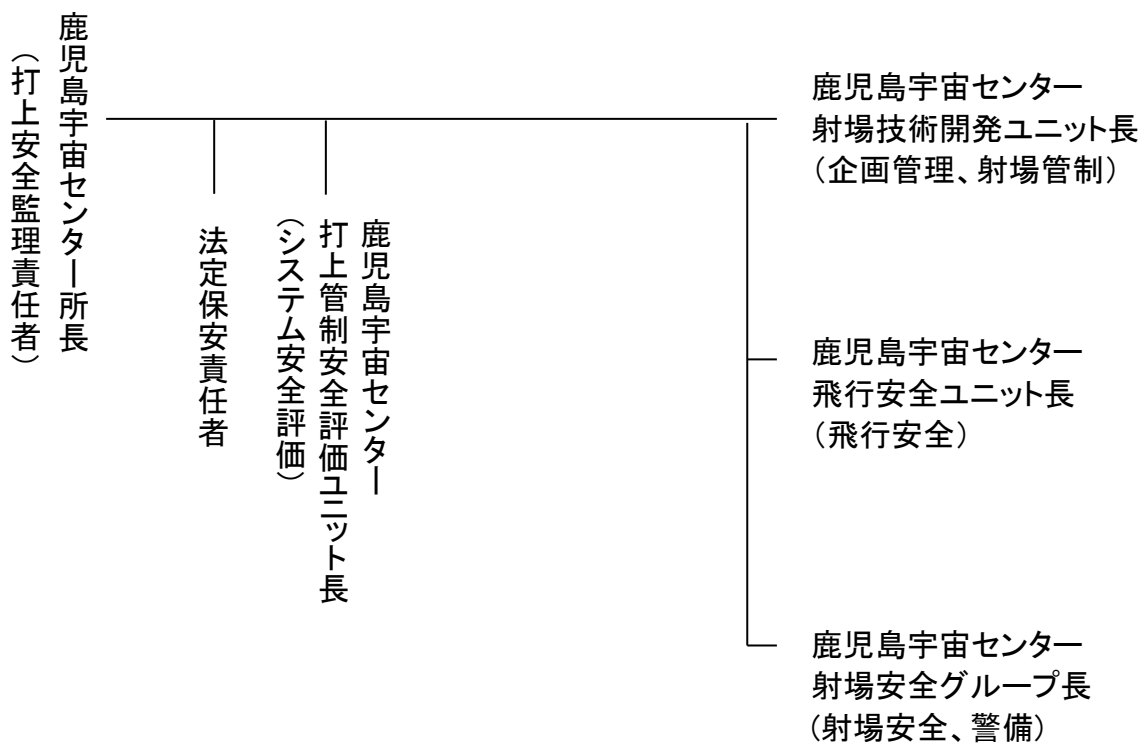 鹿児島宇宙センター所長
（打上安全監理責任者）
法定保安責任者
鹿児島宇宙センター
打上管制安全評価ユニット長
（システム安全評価）
鹿児島宇宙センター
射場技術開発ユニット長
（企画管理、射場管制）
鹿児島宇宙センター
飛行安全ユニット長
（飛行安全）
鹿児島宇宙センター
射場安全グループ長
（射場安全、警備）